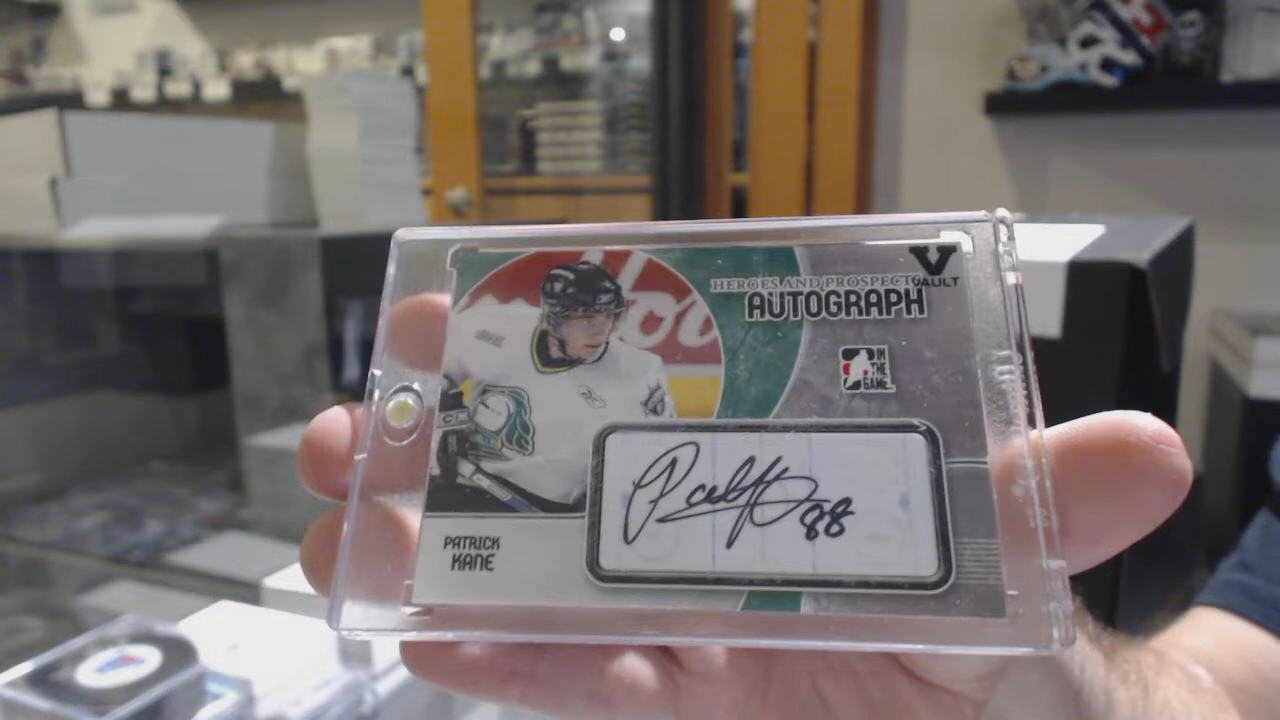 HEROES AND PROSPECTS
AUTOGRAPH
V
VAULT
IN
THE
GAME
88
PATRICK
KANE